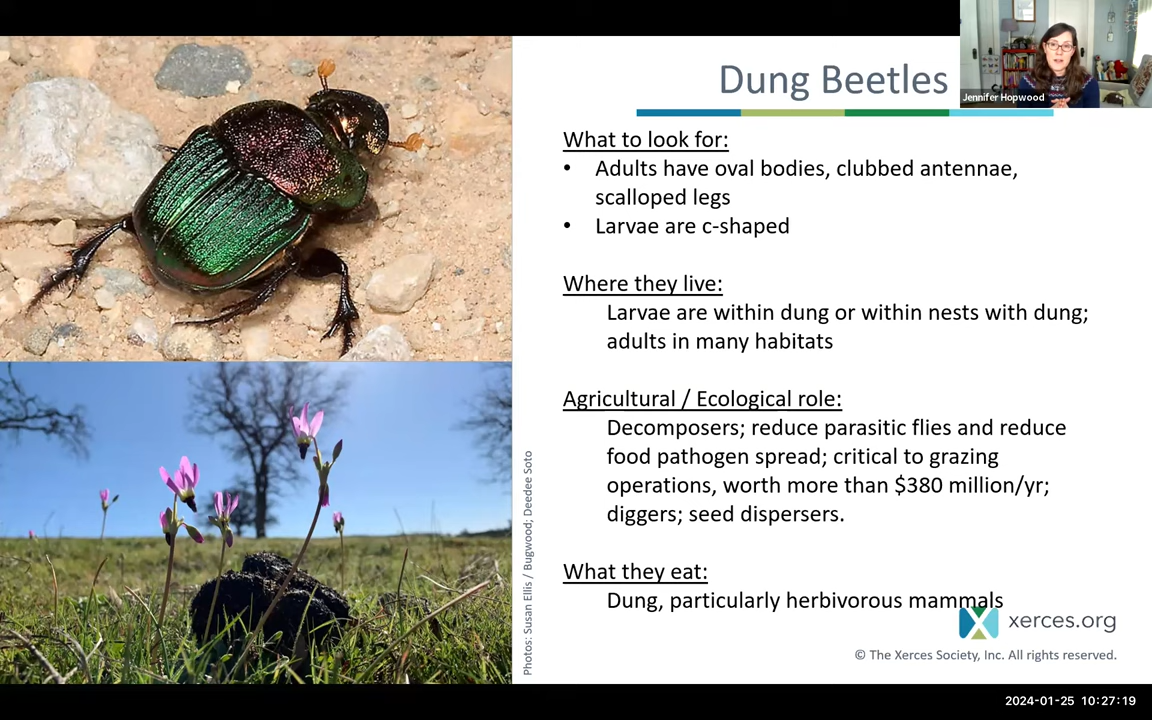 Dung Beetles
Jennifer Hopwood
What to look for:
• Adults have oval bodies, clubbed antennae,
scalloped legs
• Larvae are c-shaped
Where they live:
Larvae are within dung or within nests with dung;
adults in many habitats
Agricultural / Ecological role:
Decomposers; reduce parasitic flies and reduce
food pathogen spread; critical to grazing
operations, worth more than $380 million/yr;
diggers; seed dispersers.
What they eat:
Dung, particularly herbivorous mammals
Photos: Susan Ellis / Bugwood; Deedee Soto
xerces.org
© The Xerces Society, Inc. All rights reserved.
2024-01-25 10:27:19